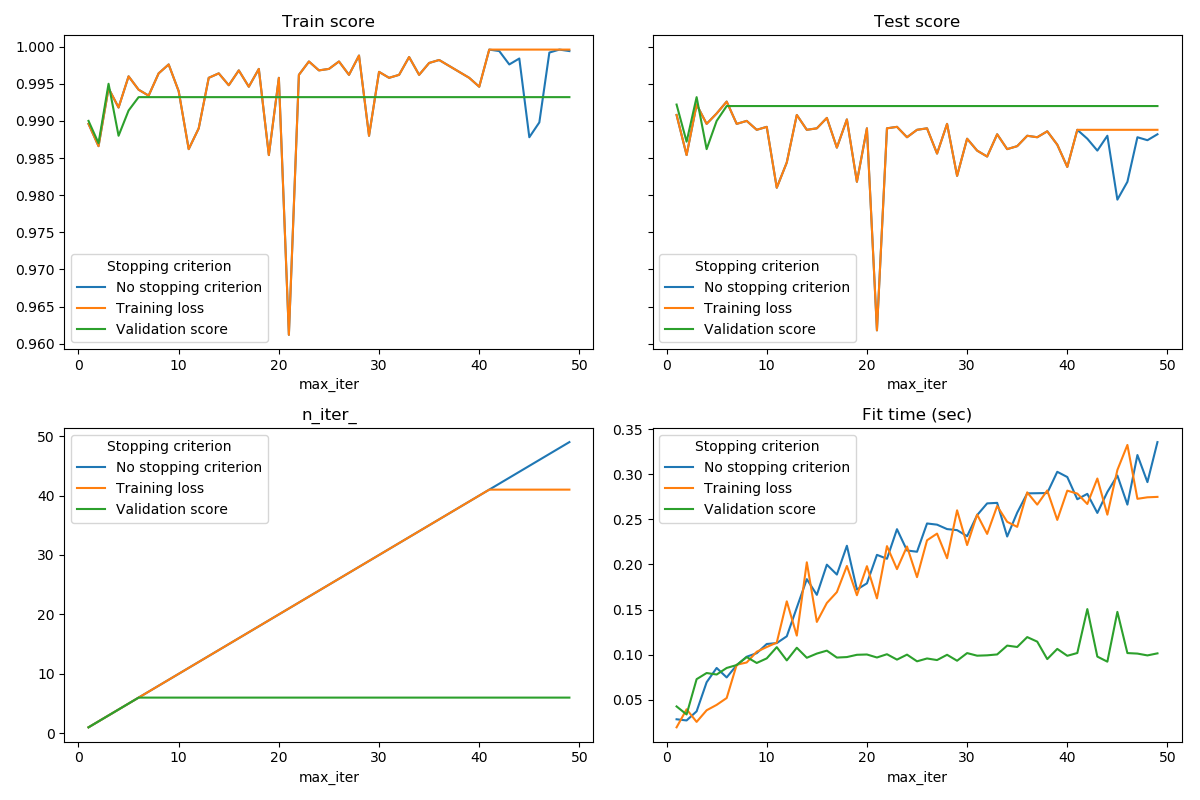 Train score
1.000
0.995
0.990
0.985
0.980
0.975
0.970
0.965
0.960
Stopping criterion
No stopping criterion
Training loss
Validation score
0 10 20 30 40 50
max_iter
Test score
Stopping criterion
No stopping criterion
Training loss
Validation score
0 10 20 30 40 50
max_iter
n_iter_
50
40
30
20
10
0
Stopping criterion
No stopping criterion
Training loss
Validation score
0 10 20 30 40 50
max_iter
Fit time (sec)
0.35
0.30
0.25
0.20
0.15
0.10
0.05
Stopping criterion
No stopping criterion
Training loss
Validation score
0 10 20 30 40 50
max_iter